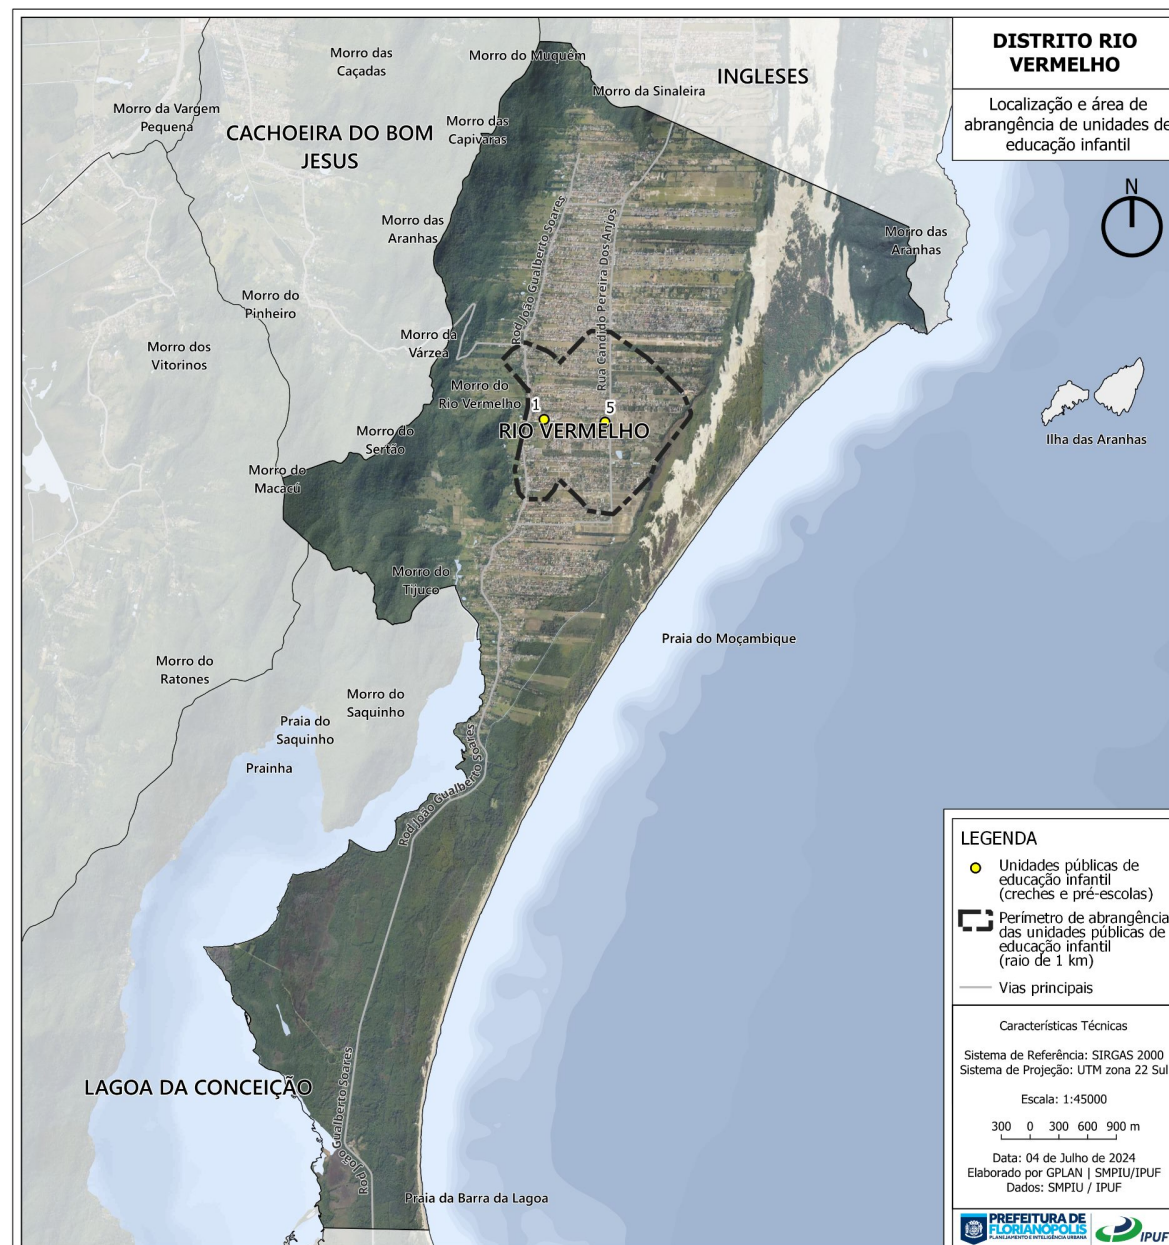 DISTRITO RIO
VERMELHO
Localização e área de
abrangência de unidades de
educação infantil
N
Morro das
Caçadas
Morro do Muquém
INGLESES
Morro da Sinaleira
Morro da Vargem
Pequena
CACHOEIRA DO BOM
JESUS
Morro das
Capivaras
Morro das
Aranhas
Morro das
Aranhas
Rod João Gualberto Soares
Rua Candido Pereira Dos Anjos
Morro do
Pinheiro
Morro da
Várzea
Morro dos
Vitorinos
Morro do
Rio Vermelho
1
5
RIO VERMELHO
Ilha das Aranhas
Morro do
Sertão
Morro do
Macacú
Morro do
Tijuco
Praia do Moçambique
Morro do
Ratones
Morro do
Saquinho
Praia do
Saquinho
Prainha
Rod João Gualberto Soares
LAGOA DA CONCEIÇÃO
Rod João Gualberto Soares
Praia da Barra da Lagoa
LEGENDA
Unidades públicas de
educação infantil
(creches e pré-escolas)
Perímetro de abrangência
das unidades públicas de
educação infantil
(raio de 1 km)
Vias principais
Características Técnicas
Sistema de Referência: SIRGAS 2000
Sistema de Projeção: UTM zona 22 Sul
Escala: 1:45000
300 0 300 600 900 m
Data: 04 de Julho de 2024
Elaborado por GPLAN | SMPIU/IPUF
Dados: SMPIU / IPUF
PREFEITURA DE
FLORIANÓPOLIS
PLANEJAMENTO E INTELIGÊNCIA URBANA
IPUF